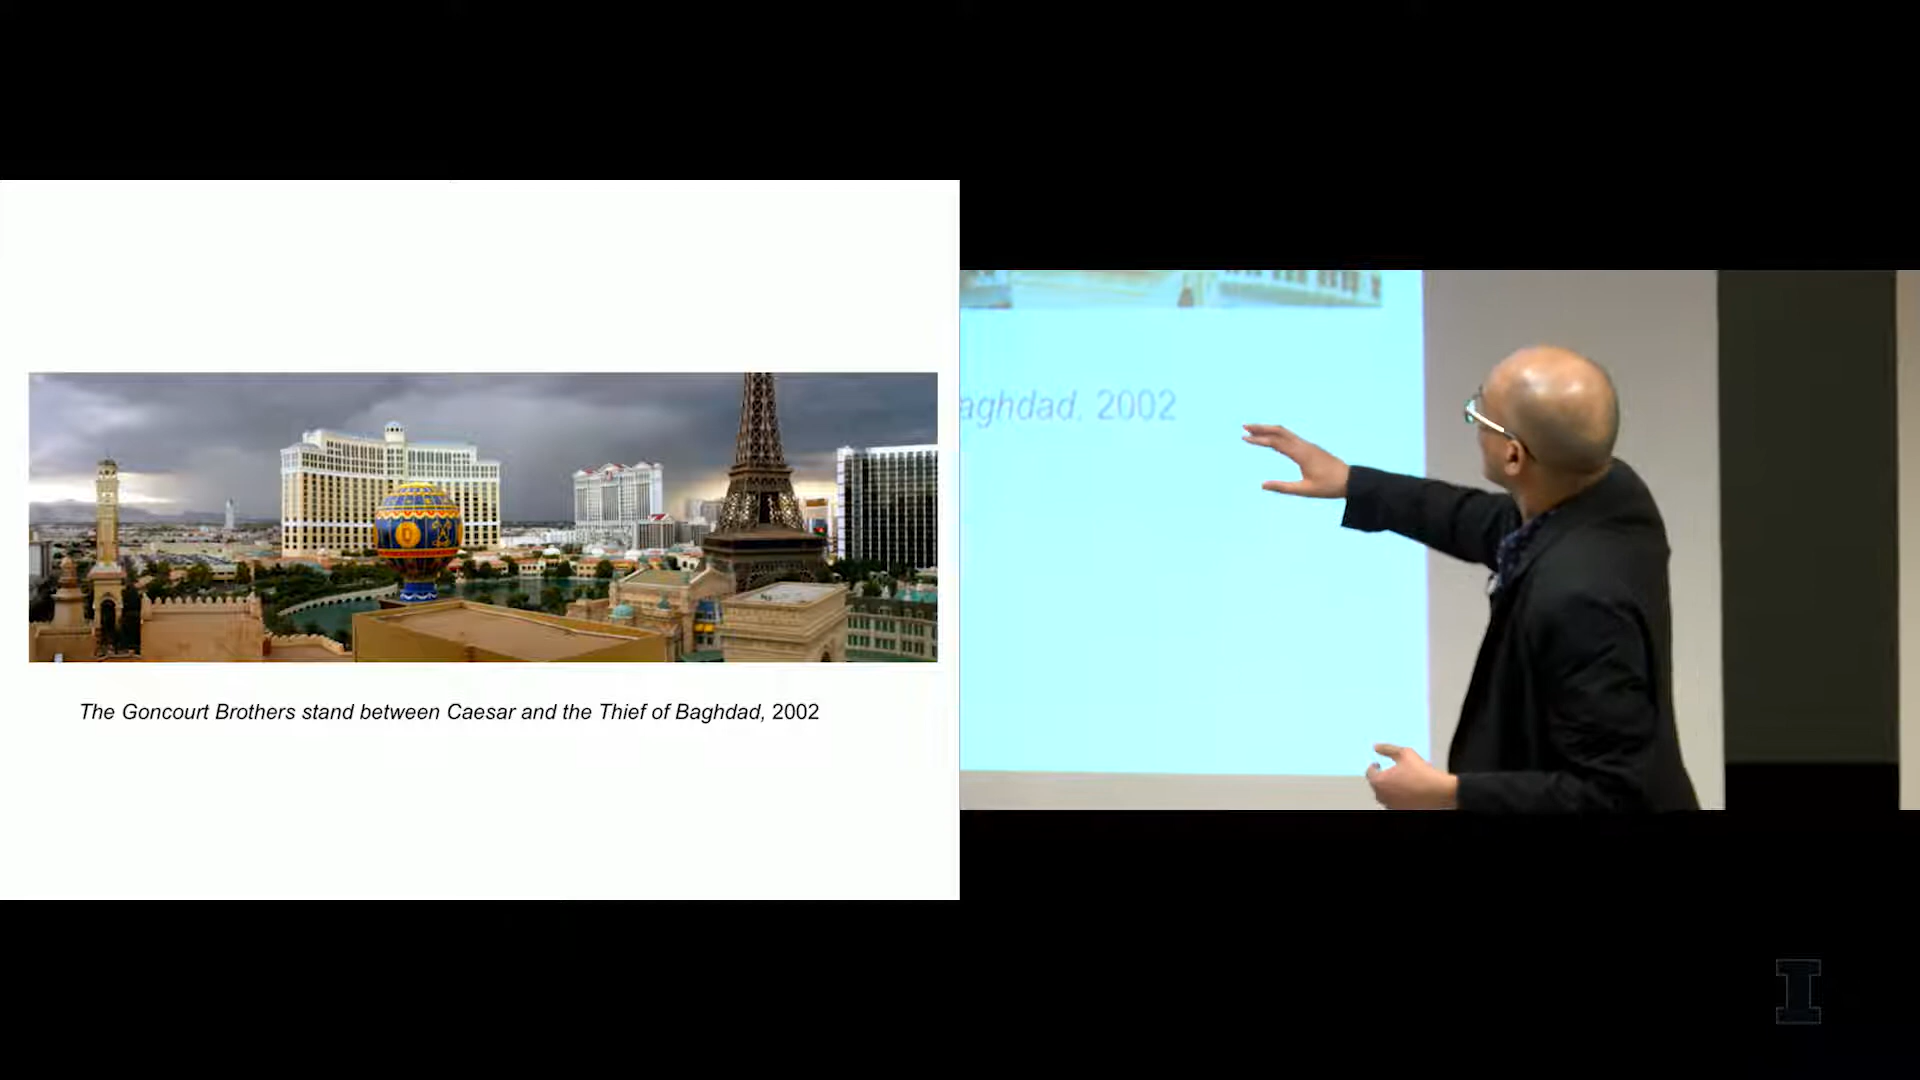 The Goncourt Brothers stand between Caesar and the Thief of Baghdad, 2002
aghdad, 2002
I